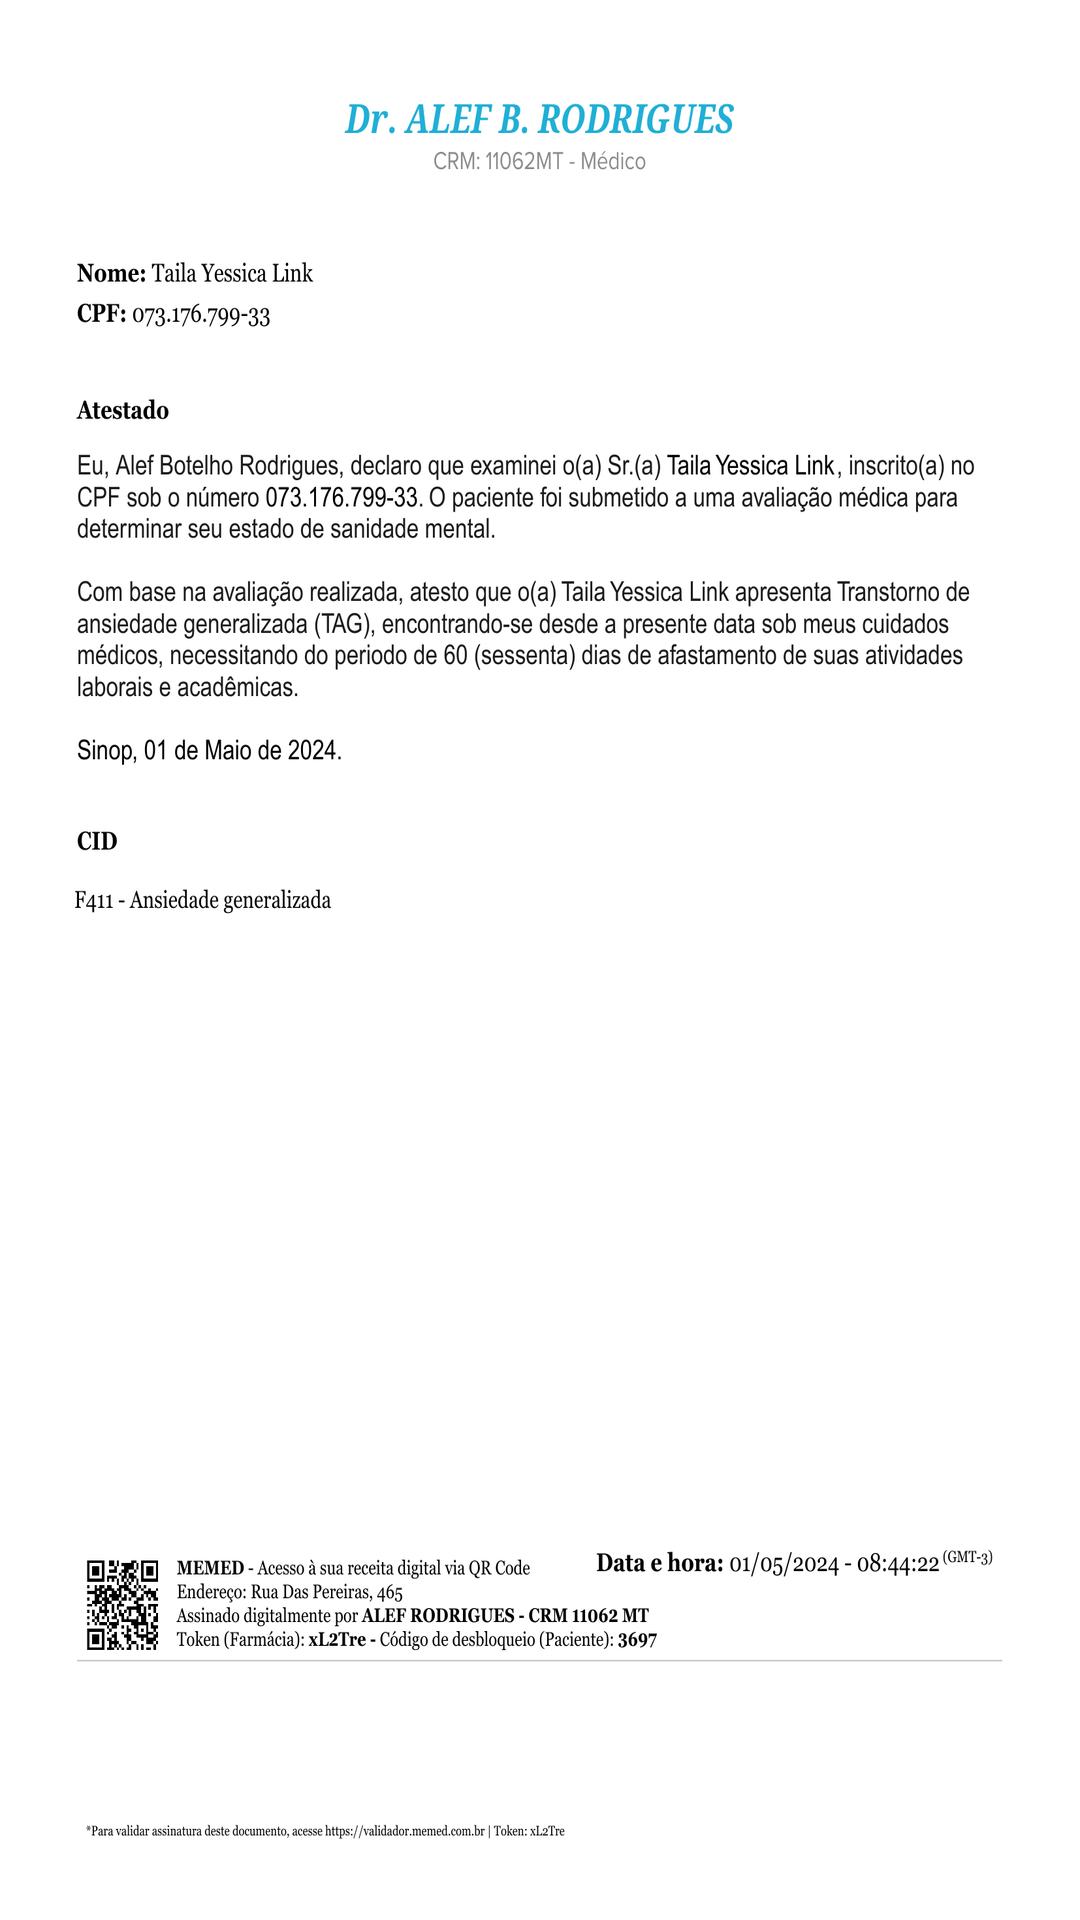 Dr. ALEF B. RODRIGUES
CRM: 11062MT - Médico
Nome: Taila Yessica Link
CPF: 073.176.799-33
Atestado
Eu, Alef Botelho Rodrigues, declaro que examinei o(a) Sr.(a) Taila Yessica Link, inscrito(a) no
CPF sob o número 073.176.799-33. O paciente foi submetido a uma avaliação médica para
determinar seu estado de sanidade mental.
Com base na avaliação realizada, atesto que o(a) Taila Yessica Link apresenta Transtorno de
ansiedade generalizada (TAG), encontrando-se desde a presente data sob meus cuidados
médicos, necessitando do periodo de 60 (sessenta) dias de afastamento de suas atividades
laborais e acadêmicas.
Sinop, 01 de Maio de 2024.
CID
F411 - Ansiedade generalizada
MEMED - Acesso à sua receita digital via QR Code
Endereço: Rua Das Pereiras, 465
Assinado digitalmente por ALEF RODRIGUES - CRM 11062 MT
Token (Farmácia): xL2Tre - Código de desbloqueio (Paciente): 3697
Data e hora: 01/05/2024 - 08:44:22 (GMT-3)
*Para validar assinatura deste documento, acesse https://validador.memed.com.br | Token: xL2Tre